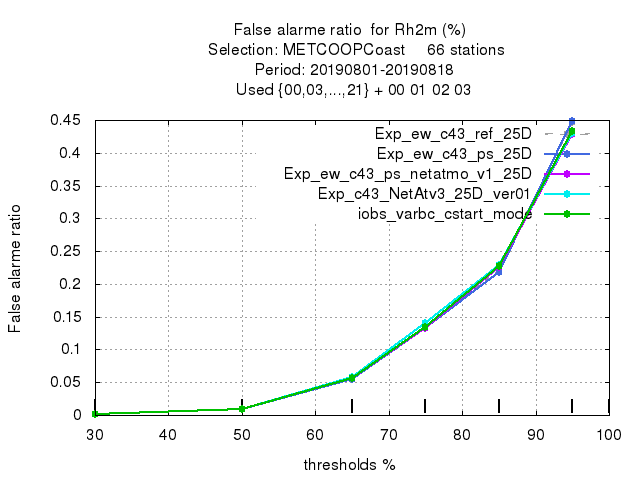 False alarme ratio for Rh2m (%)
Selection: METCOOPCoast 66 stations
Period: 20190801-20190818
Used {00,03,...,21} + 00 01 02 03
0.45
0.4
0.35
0.3
0.25
0.2
0.15
0.1
0.05
0
False alarme ratio
Exp_ew_c43_ref_25D
Exp_ew_c43_ps_25D
Exp_ew_c43_ps_netatmo_v1_25D
Exp_c43_NetAtv3_25D_ver01
iobs_varbc_cstart_mode
30 40 50 60 70 80 90 100
thresholds %